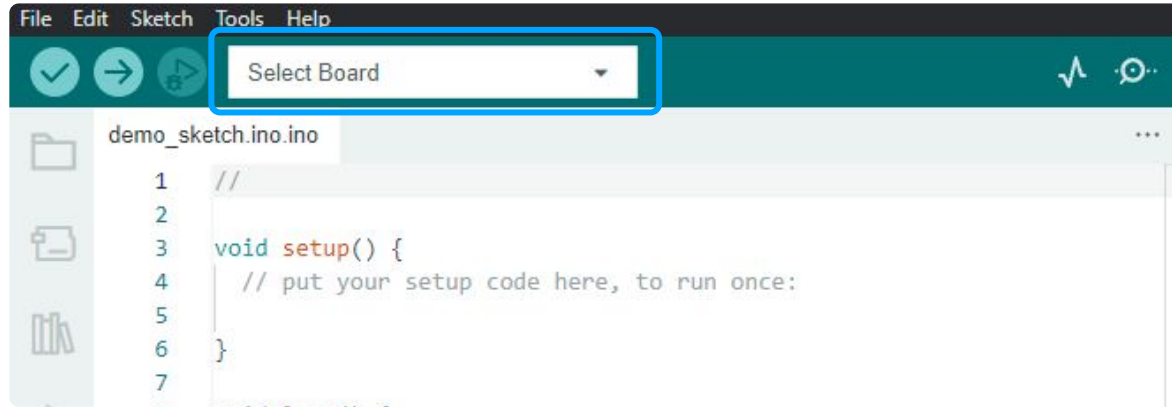 File Edit Sketch Tools Help
Select Board
demo_sketch.ino.ino
1 //
2
3 void setup() {
4 // put your setup code here, to run once:
5
6 }
7